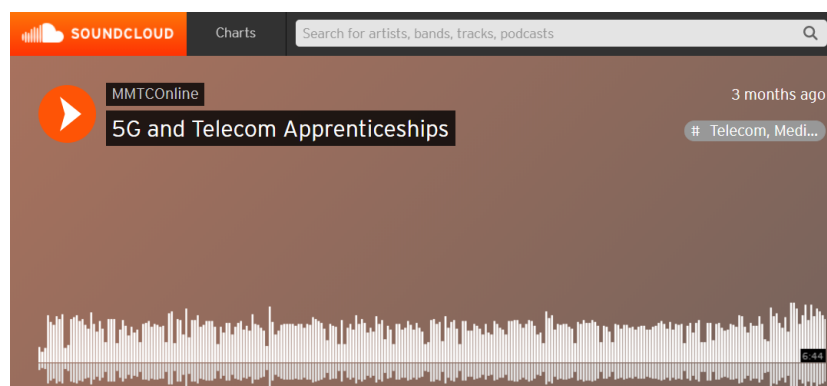 SOUNDCLOUD
Charts
Search for artists, bands, tracks, podcasts
MMTCOnline
3 months ago
5G and Telecom Apprenticeships
# Telecom, Medi...
6:44